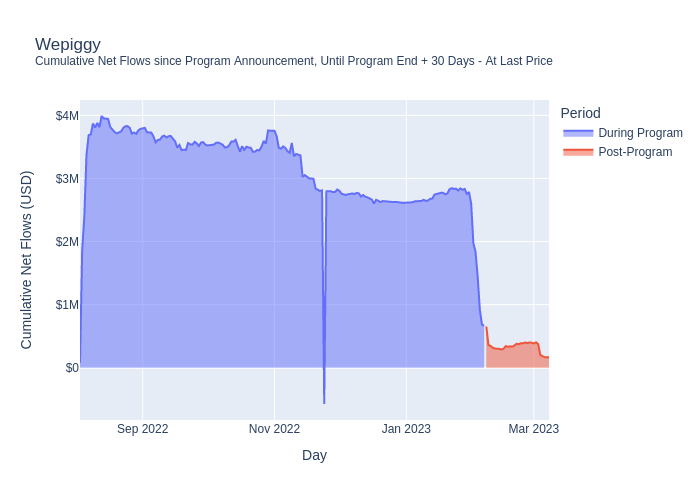 Wepiggy
Cumulative Net Flows since Program Announcement, Until Program End + 30 Days - At Last Price
Period
During Program
Post-Program
Cumulative Net Flows (USD)
$4M
$3M
$2M
$1M
$0
Sep 2022
Nov 2022
Jan 2023
Mar 2023
Day